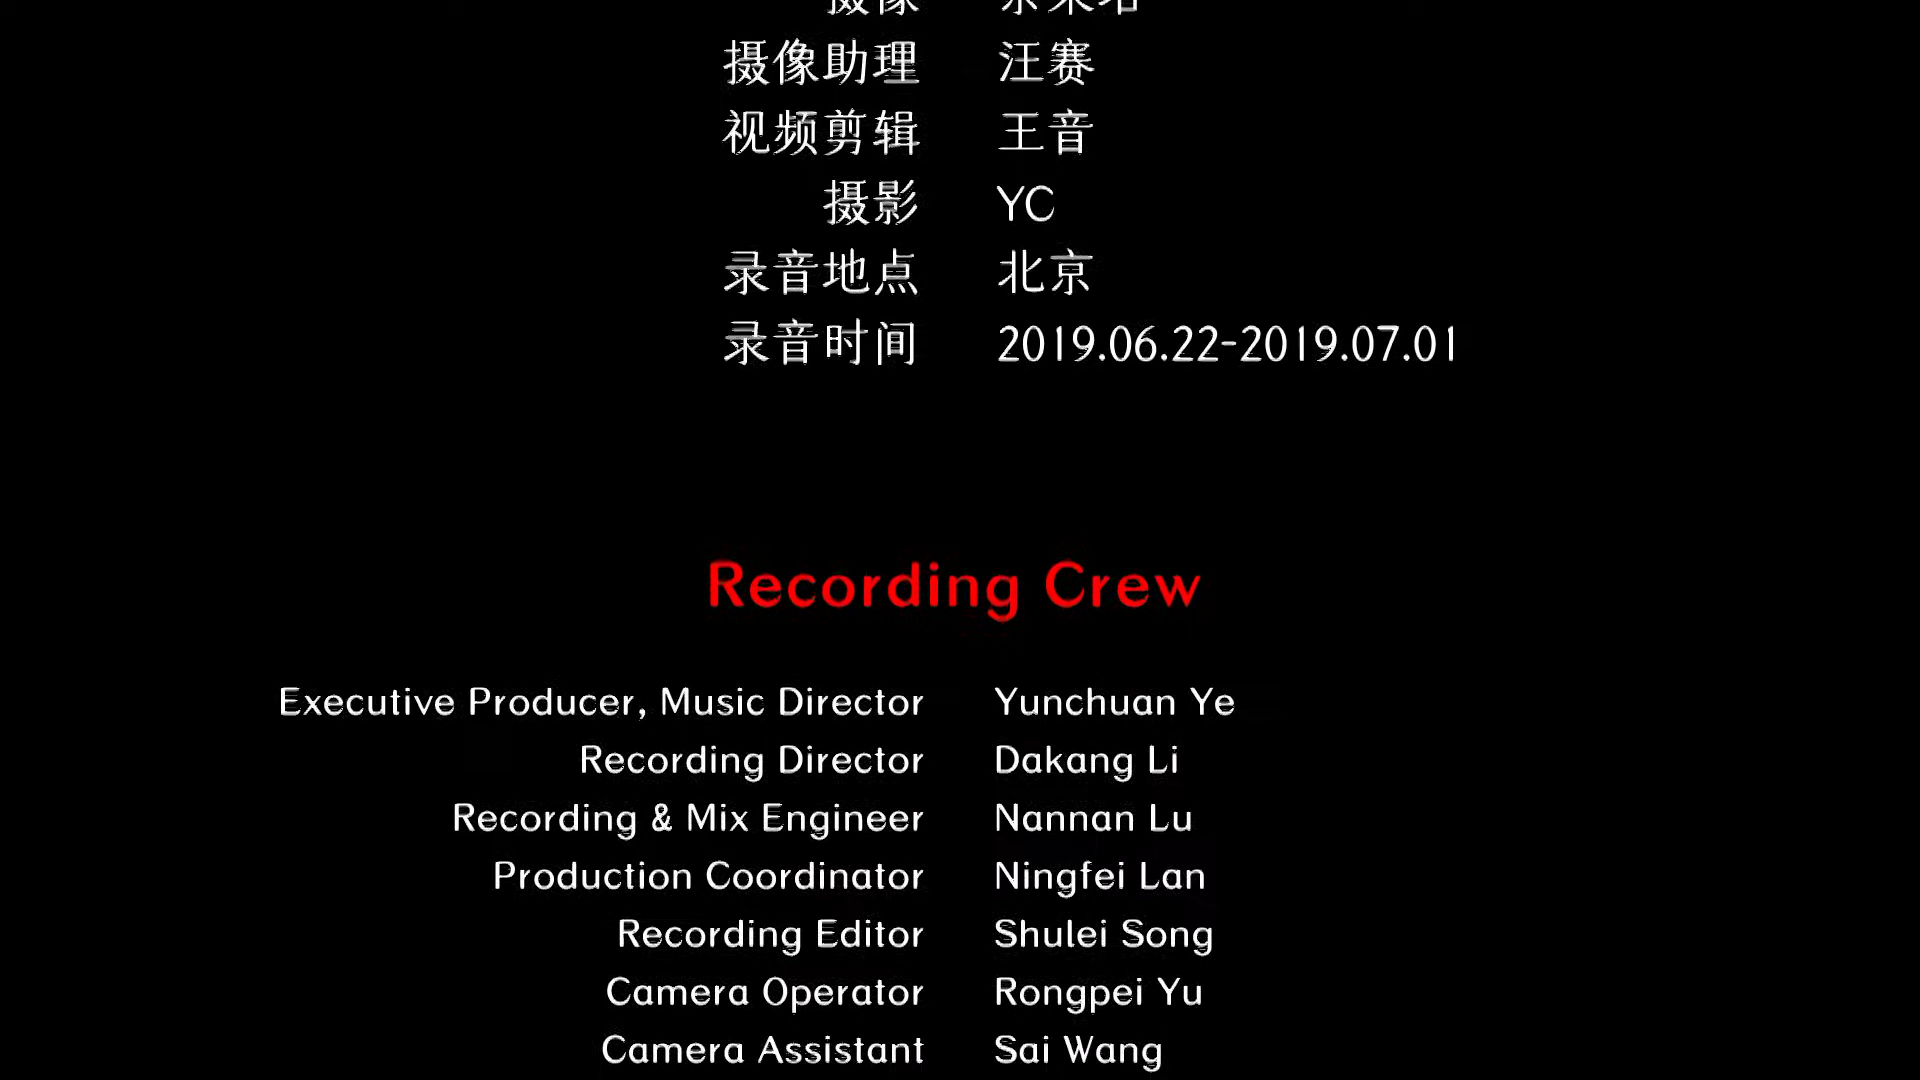 摄像
摄像助理 汪赛
视频剪辑 王音
摄影 YC
录音地点 北京
录音时间 2019.06.22-2019.07.01
Recording Crew
Executive Producer, Music Director Yunchuan Ye
Recording Director Dakang Li
Recording & Mix Engineer Nannan Lu
Production Coordinator Ningfei Lan
Recording Editor Shulei Song
Camera Operator Rongpei Yu
Camera Assistant Sai Wang